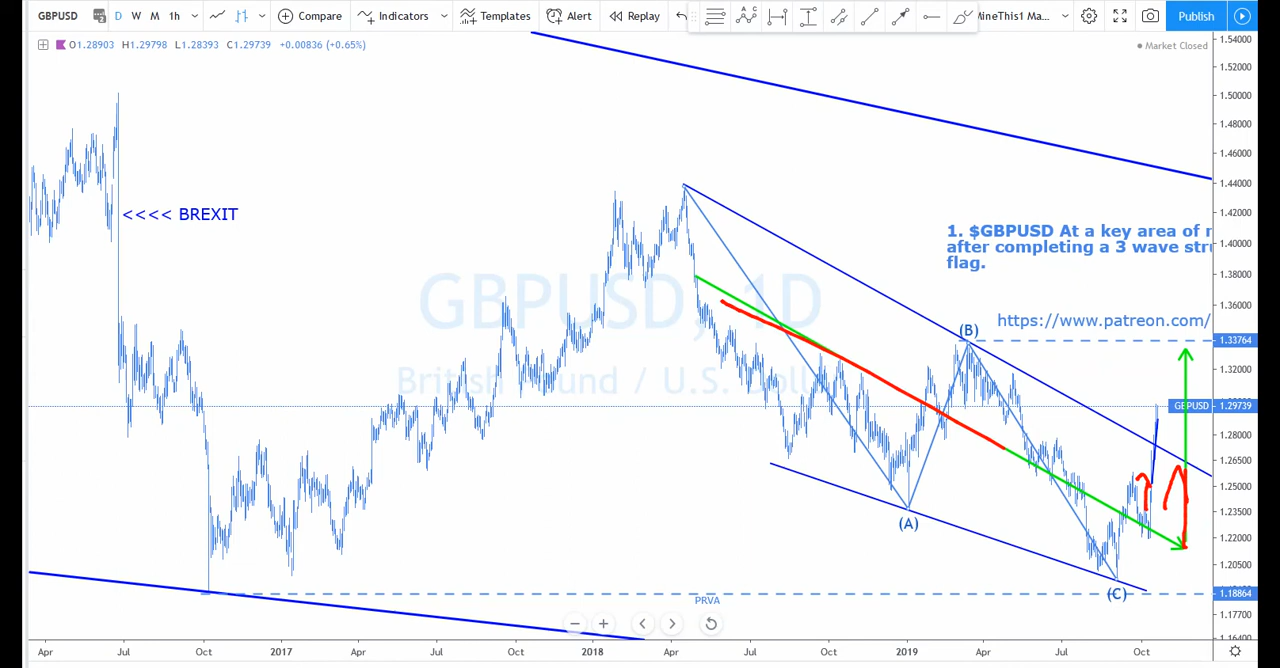 GBPUSD D W M 1h Compare Indicators Templates Alert Replay MineThis1 Ma... Publish
O1.28903 H1.29798 L1.28393 C1.29739 +0.00836 (+0.65%)
Market Closed
1.54000
1.52000
1.50000
1.48000
1.46000
1.44000
1.42000
1.40000
1.38000
1.36000
1.33764
1.32000
GBPUSD 1.29739
1.28000
1.26500
1.25000
1.23500
1.22000
1.20500
1.18864
1.17700
1.16400
<<<< BREXIT
1. $GBPUSD At a key area of
after completing a 3 wave
flag.
https://www.patreon.com/
GBPUSD, 1D
British Pound / U.S. Dollar
(B)
(A)
(C)
PRVA
Apr Jul Oct 2017 Apr Jul Oct 2018 Apr Jul Oct 2019 Apr Jul Oct